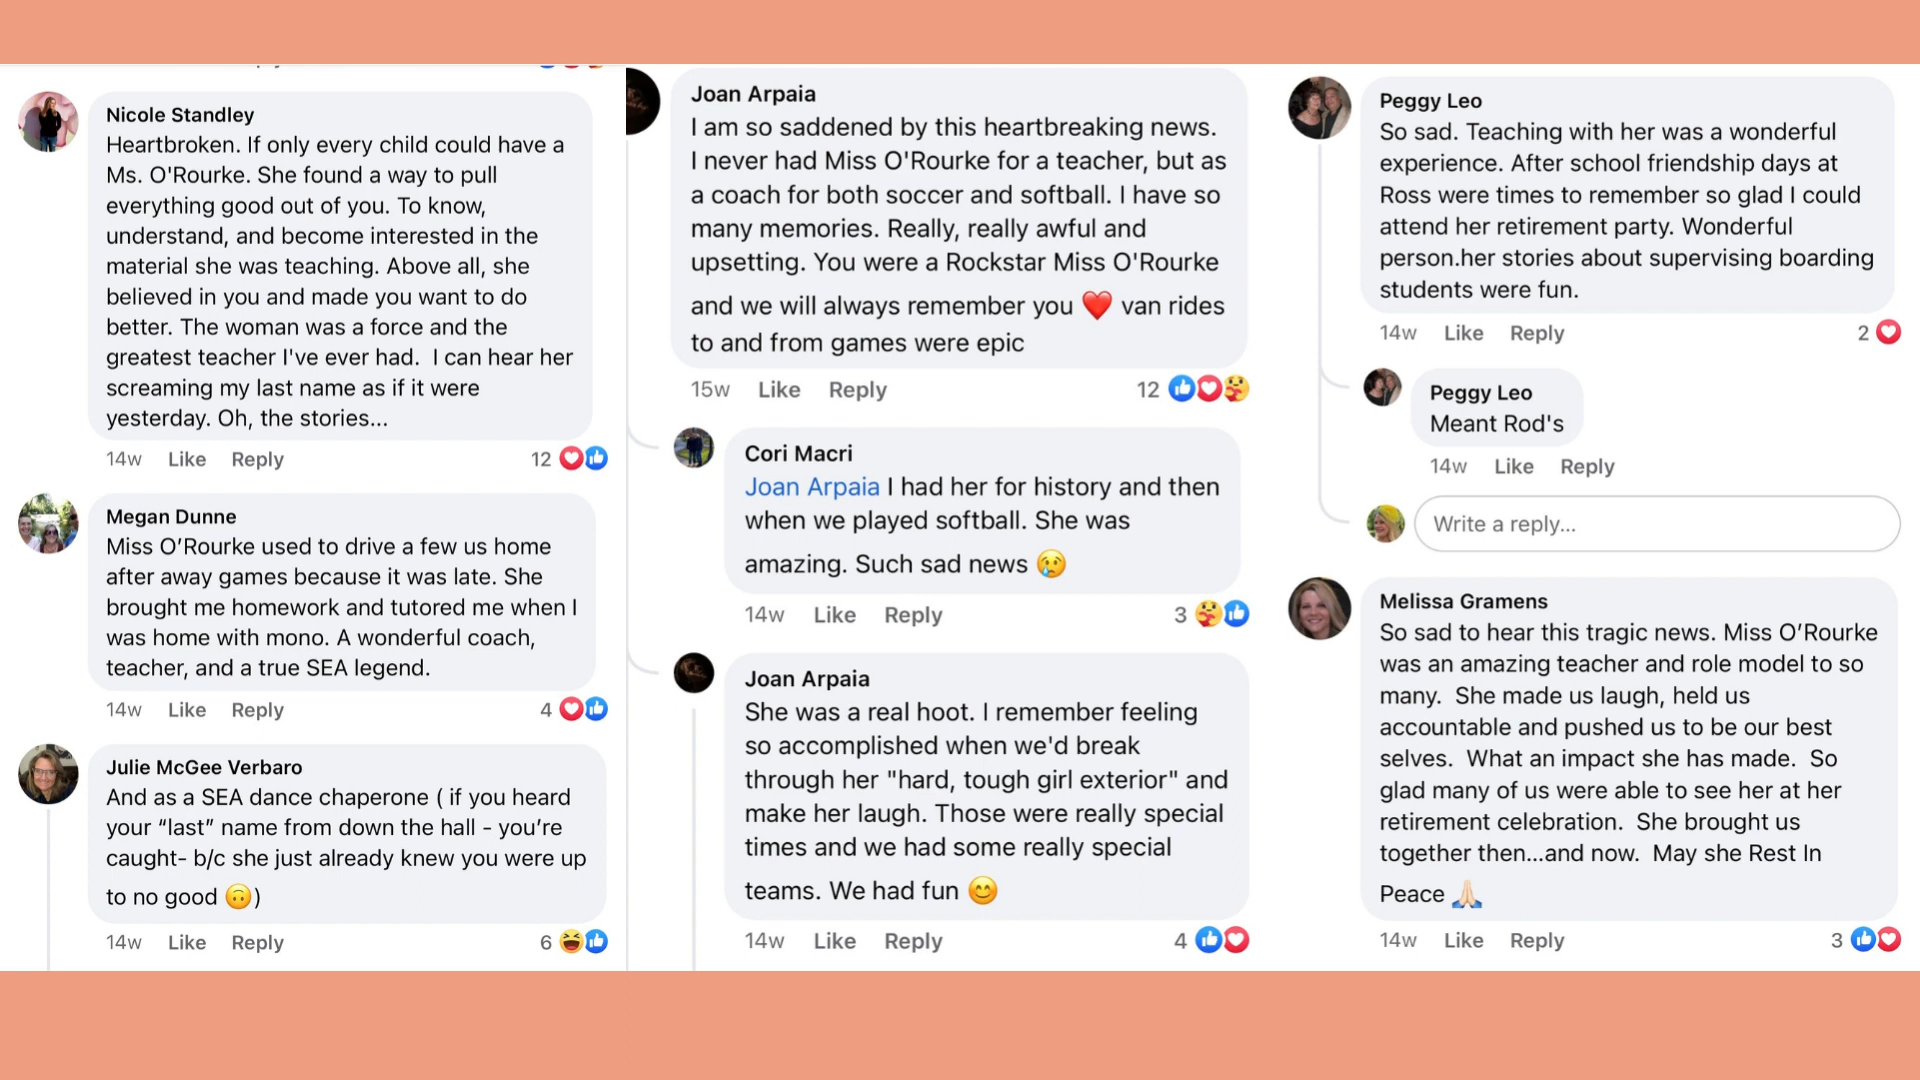 Nicole Standley
Heartbroken. If only every child could have a
Ms. O'Rourke. She found a way to pull
everything good out of you. To know,
understand, and become interested in the
material she was teaching. Above all, she
believed in you and made you want to do
better. The woman was a force and the
greatest teacher I've ever had.  I can hear her
screaming my last name as if it were
yesterday. Oh, the stories...
14w Like Reply 12
Megan Dunne
Miss O’Rourke used to drive a few us home
after away games because it was late. She
brought me homework and tutored me when I
was home with mono. A wonderful coach,
teacher, and a true SEA legend.
14w Like Reply 4
Julie McGee Verbaro
And as a SEA dance chaperone ( if you heard
your “last” name from down the hall - you’re
caught- b/c she just already knew you were up
to no good 🙃)
14w Like Reply 6
Joan Arpaia
I am so saddened by this heartbreaking news.
I never had Miss O'Rourke for a teacher, but as
a coach for both soccer and softball. I have so
many memories. Really, really awful and
upsetting. You were a Rockstar Miss O'Rourke
and we will always remember you ❤️ van rides
to and from games were epic
15w Like Reply 12
Cori Macri
Joan Arpaia I had her for history and then
when we played softball. She was
amazing. Such sad news 😢
14w Like Reply 3
Joan Arpaia
She was a real hoot. I remember feeling
so accomplished when we'd break
through her "hard, tough girl exterior" and
make her laugh. Those were really special
times and we had some really special
teams. We had fun 😊
14w Like Reply 4
Peggy Leo
So sad. Teaching with her was a wonderful
experience. After school friendship days at
Ross were times to remember so glad I could
attend her retirement party. Wonderful
person.her stories about supervising boarding
students were fun.
14w Like Reply 2
Peggy Leo
Meant Rod's
14w Like Reply
Write a reply...
Melissa Gramens
So sad to hear this tragic news. Miss O’Rourke
was an amazing teacher and role model to so
many.  She made us laugh, held us
accountable and pushed us to be our best
selves.  What an impact she has made.  So
glad many of us were able to see her at her
retirement celebration.  She brought us
together then...and now.  May she Rest In
Peace 🙏🏻
14w Like Reply 3